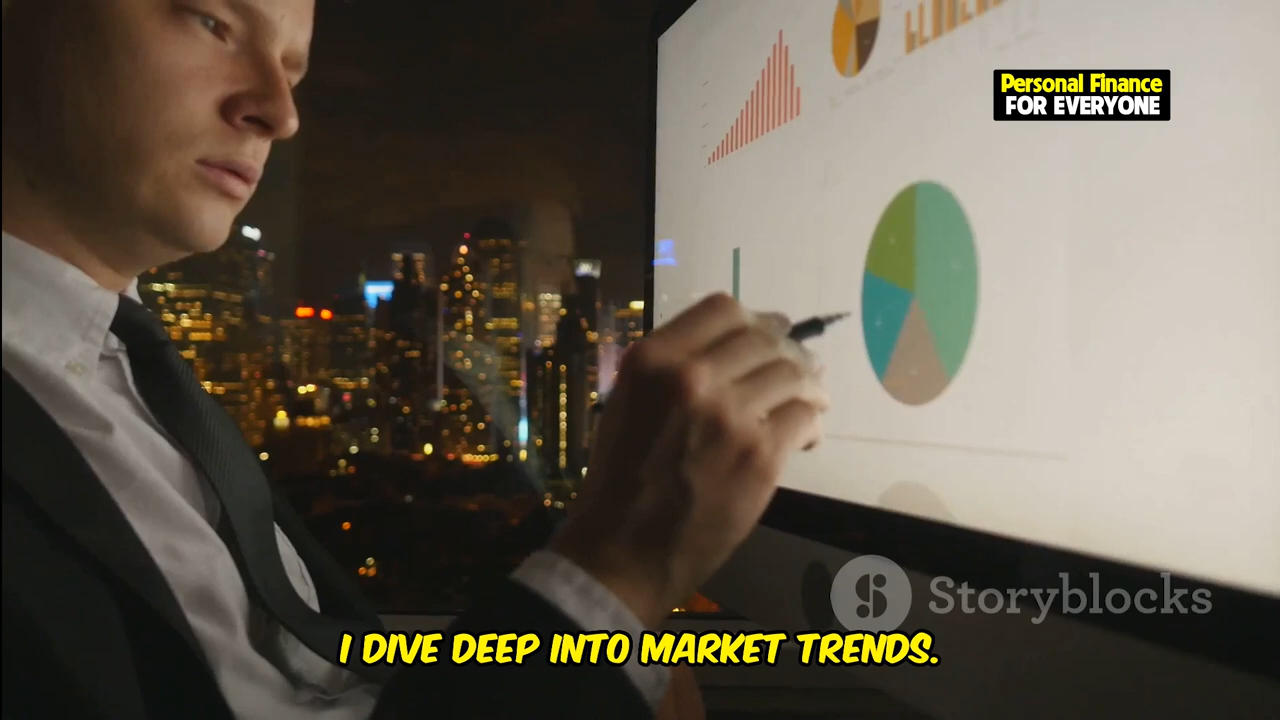 Personal Finance
FOR EVERYONE
Storyblocks
I DIVE DEEP INTO MARKET TRENDS.